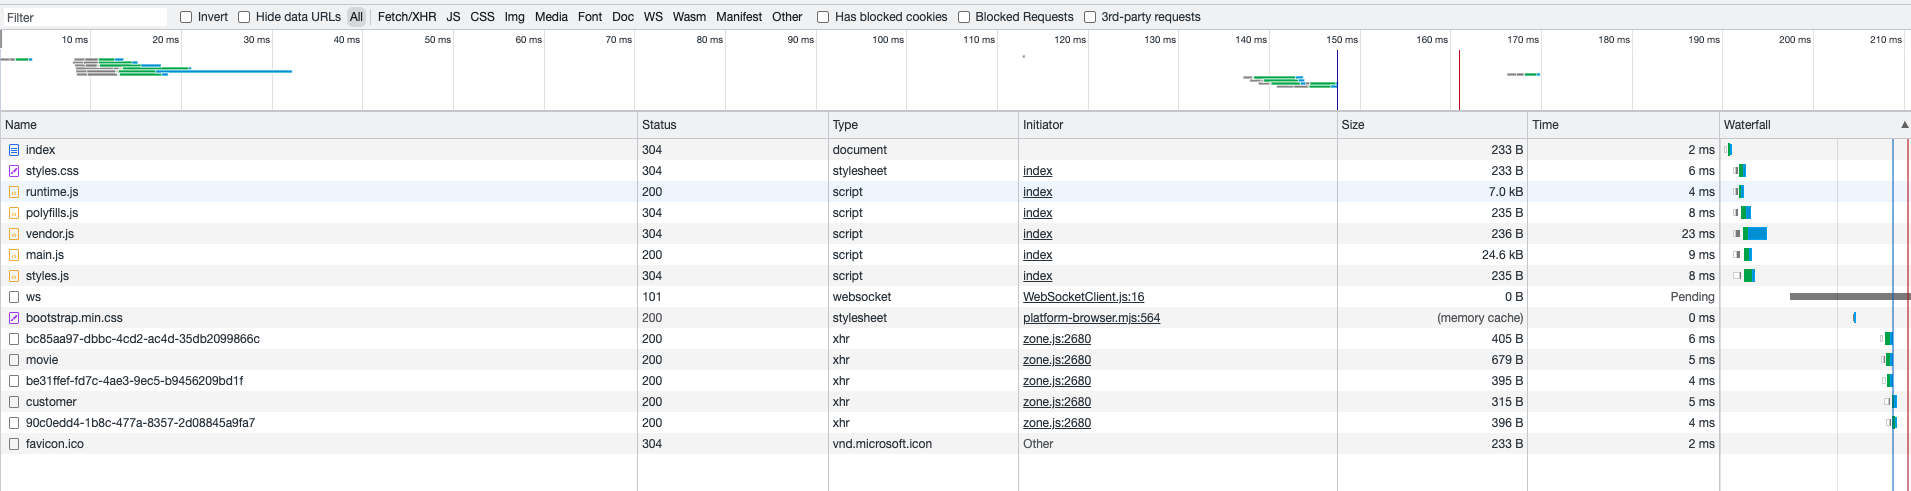 Filter Invert Hide data URLs All Fetch/XHR JS CSS Img Media Font Doc WS Wasm Manifest Other Has blocked cookies Blocked Requests 3rd-party requests
10 ms 20 ms 30 ms 40 ms 50 ms 60 ms 70 ms 80 ms 90 ms 100 ms 110 ms 120 ms 130 ms 140 ms 150 ms 160 ms 170 ms 180 ms 190 ms 200 ms 210 ms
Name Status Type Initiator Size Time Waterfall
index 304 document 233 B 2 ms
styles.css 304 stylesheet index 233 B 6 ms
runtime.js 200 script index 7.0 kB 4 ms
polyfills.js 304 script index 235 B 8 ms
vendor.js 304 script index 236 B 23 ms
main.js 200 script index 24.6 kB 9 ms
styles.js 304 script index 235 B 8 ms
ws 101 websocket WebSocketClient.js:16 0 B Pending
bootstrap.min.css 200 stylesheet platform-browser.mjs:564 (memory cache) 0 ms
bc85aa97-dbbc-4cd2-ac4d-35db2099866c 200 xhr zone.js:2680 405 B 6 ms
movie 200 xhr zone.js:2680 679 B 5 ms
be31ffef-fd7c-4ae3-9ec5-b9456209bd1f 200 xhr zone.js:2680 395 B 4 ms
customer 200 xhr zone.js:2680 315 B 5 ms
90c0edd4-1b8c-477a-8357-2d08845a9fa7 200 xhr zone.js:2680 396 B 4 ms
favicon.ico 304 vnd.microsoft.icon Other 233 B 2 ms